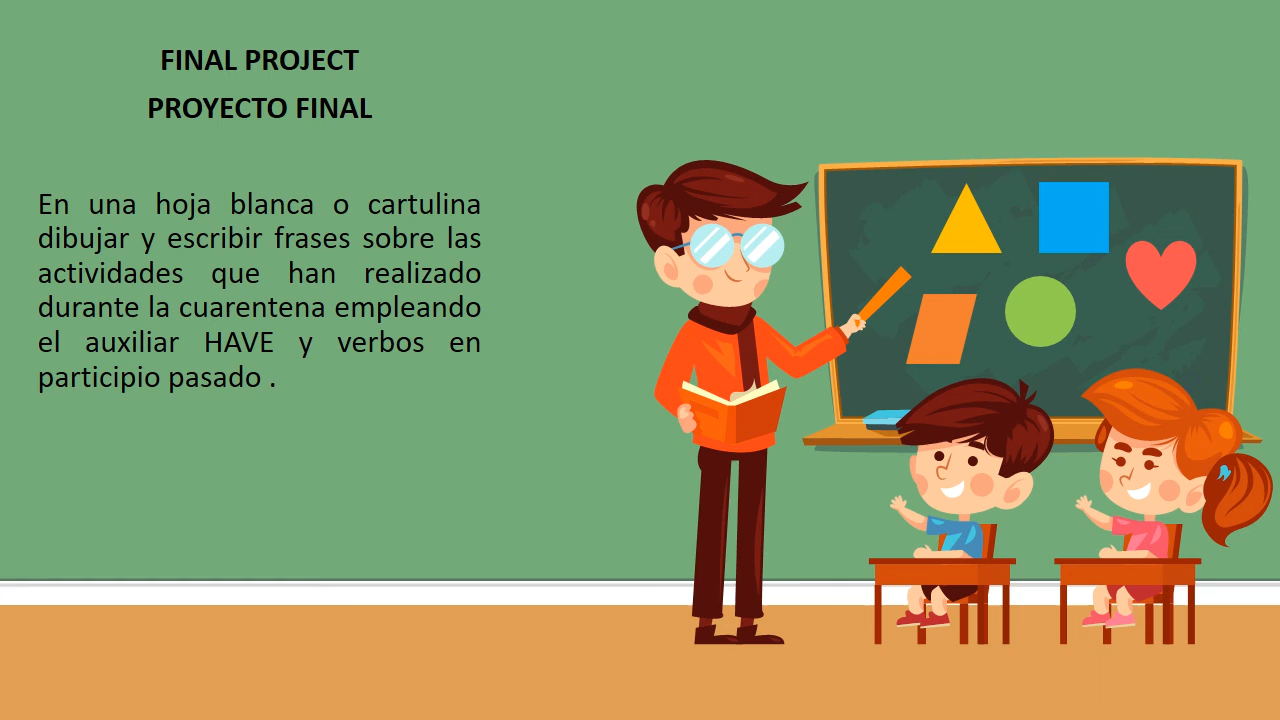 FINAL PROJECT
PROYECTO FINAL
En una hoja blanca o cartulina
dibujar y escribir frases sobre las
actividades que han realizado
durante la cuarentena empleando
el auxiliar HAVE y verbos en
participio pasado .